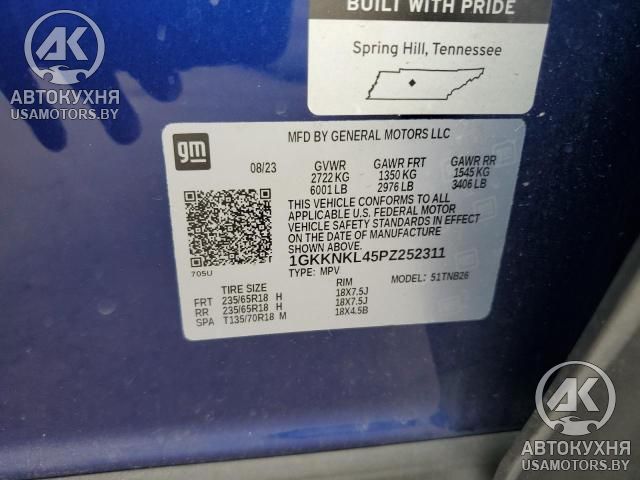 BUILT WITH PRIDE
Spring Hill, Tennessee
AK
АВТОКУХНЯ
USAMOTORS.BY
gm
MFD BY GENERAL MOTORS LLC
08/23 GVWR GAWR FRT GAWR RR
2722 KG 1350 KG 1545 KG
6001 LB 2976 LB 3406 LB
THIS VEHICLE CONFORMS TO ALL
APPLICABLE U.S. FEDERAL MOTOR
VEHICLE SAFETY STANDARDS IN EFFECT
ON THE DATE OF MANUFACTURE
SHOWN ABOVE.
1GKKNKL45PZ252311
TYPE: MPV MODEL: 51TNB26
705U
TIRE SIZE RIM
FRT 235/65R18 H 18X7.5J
RR 235/65R18 H 18X7.5J
SPA T135/70R18 M 18X4.5B
AK
АВТОКУХНЯ
USAMOTORS.BY